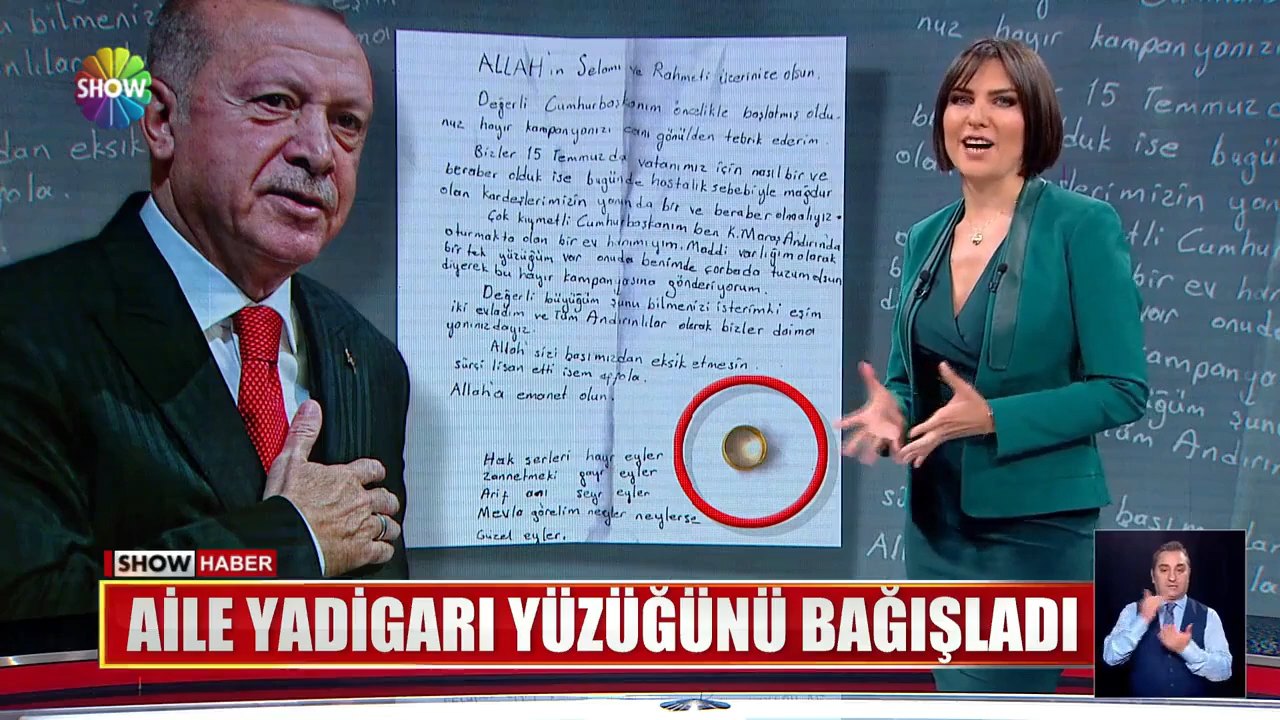 SHOW
ALLAH'ın Selamı ve Rahmeti üzerinize olsun.
Değerli Cumhurbaşkanım öncelikle başlatmış oldu-
nuz hayır kampanyonızı canı gönülden tebrik ederim.
Bizler 15 Temmuz'da vatanımız için nasıl bir ve
beraber olduk ise bugünde hastalık sebebiyle mağdur
olan kardeşlerimizin yanında bir ve beraber olmalıyız.
Çok kıymetli Cumhurbaşkanım ben K.Maraş Andırında
oturmakta olan bir ev hanımıyım. Maddi varlığım olarak
bir tek yüzüğüm var onuda benimde çorbada tuzum olsun
diyerek bu hayır kampanyasına gönderiyorum.
Değerli büyüğüm şunu bilmenizi isterimki eşim
iki evladım ve Tüm Andırınlılar olarak bizler daima
yanınızdayız.
Allah sizi başımızdan eksik etmesin.
sürçi lisan etti isem affola.
Allah'a emanet olun.
Hak şerleri hayr eyler
zannetmeki gayr eyler
Arif anı seyr eyler
Mevla görelim neyler neylerse
Güzel eyler.
SHOW HABER
AİLE YADİGARI YÜZÜĞÜNÜ BAĞIŞLADI